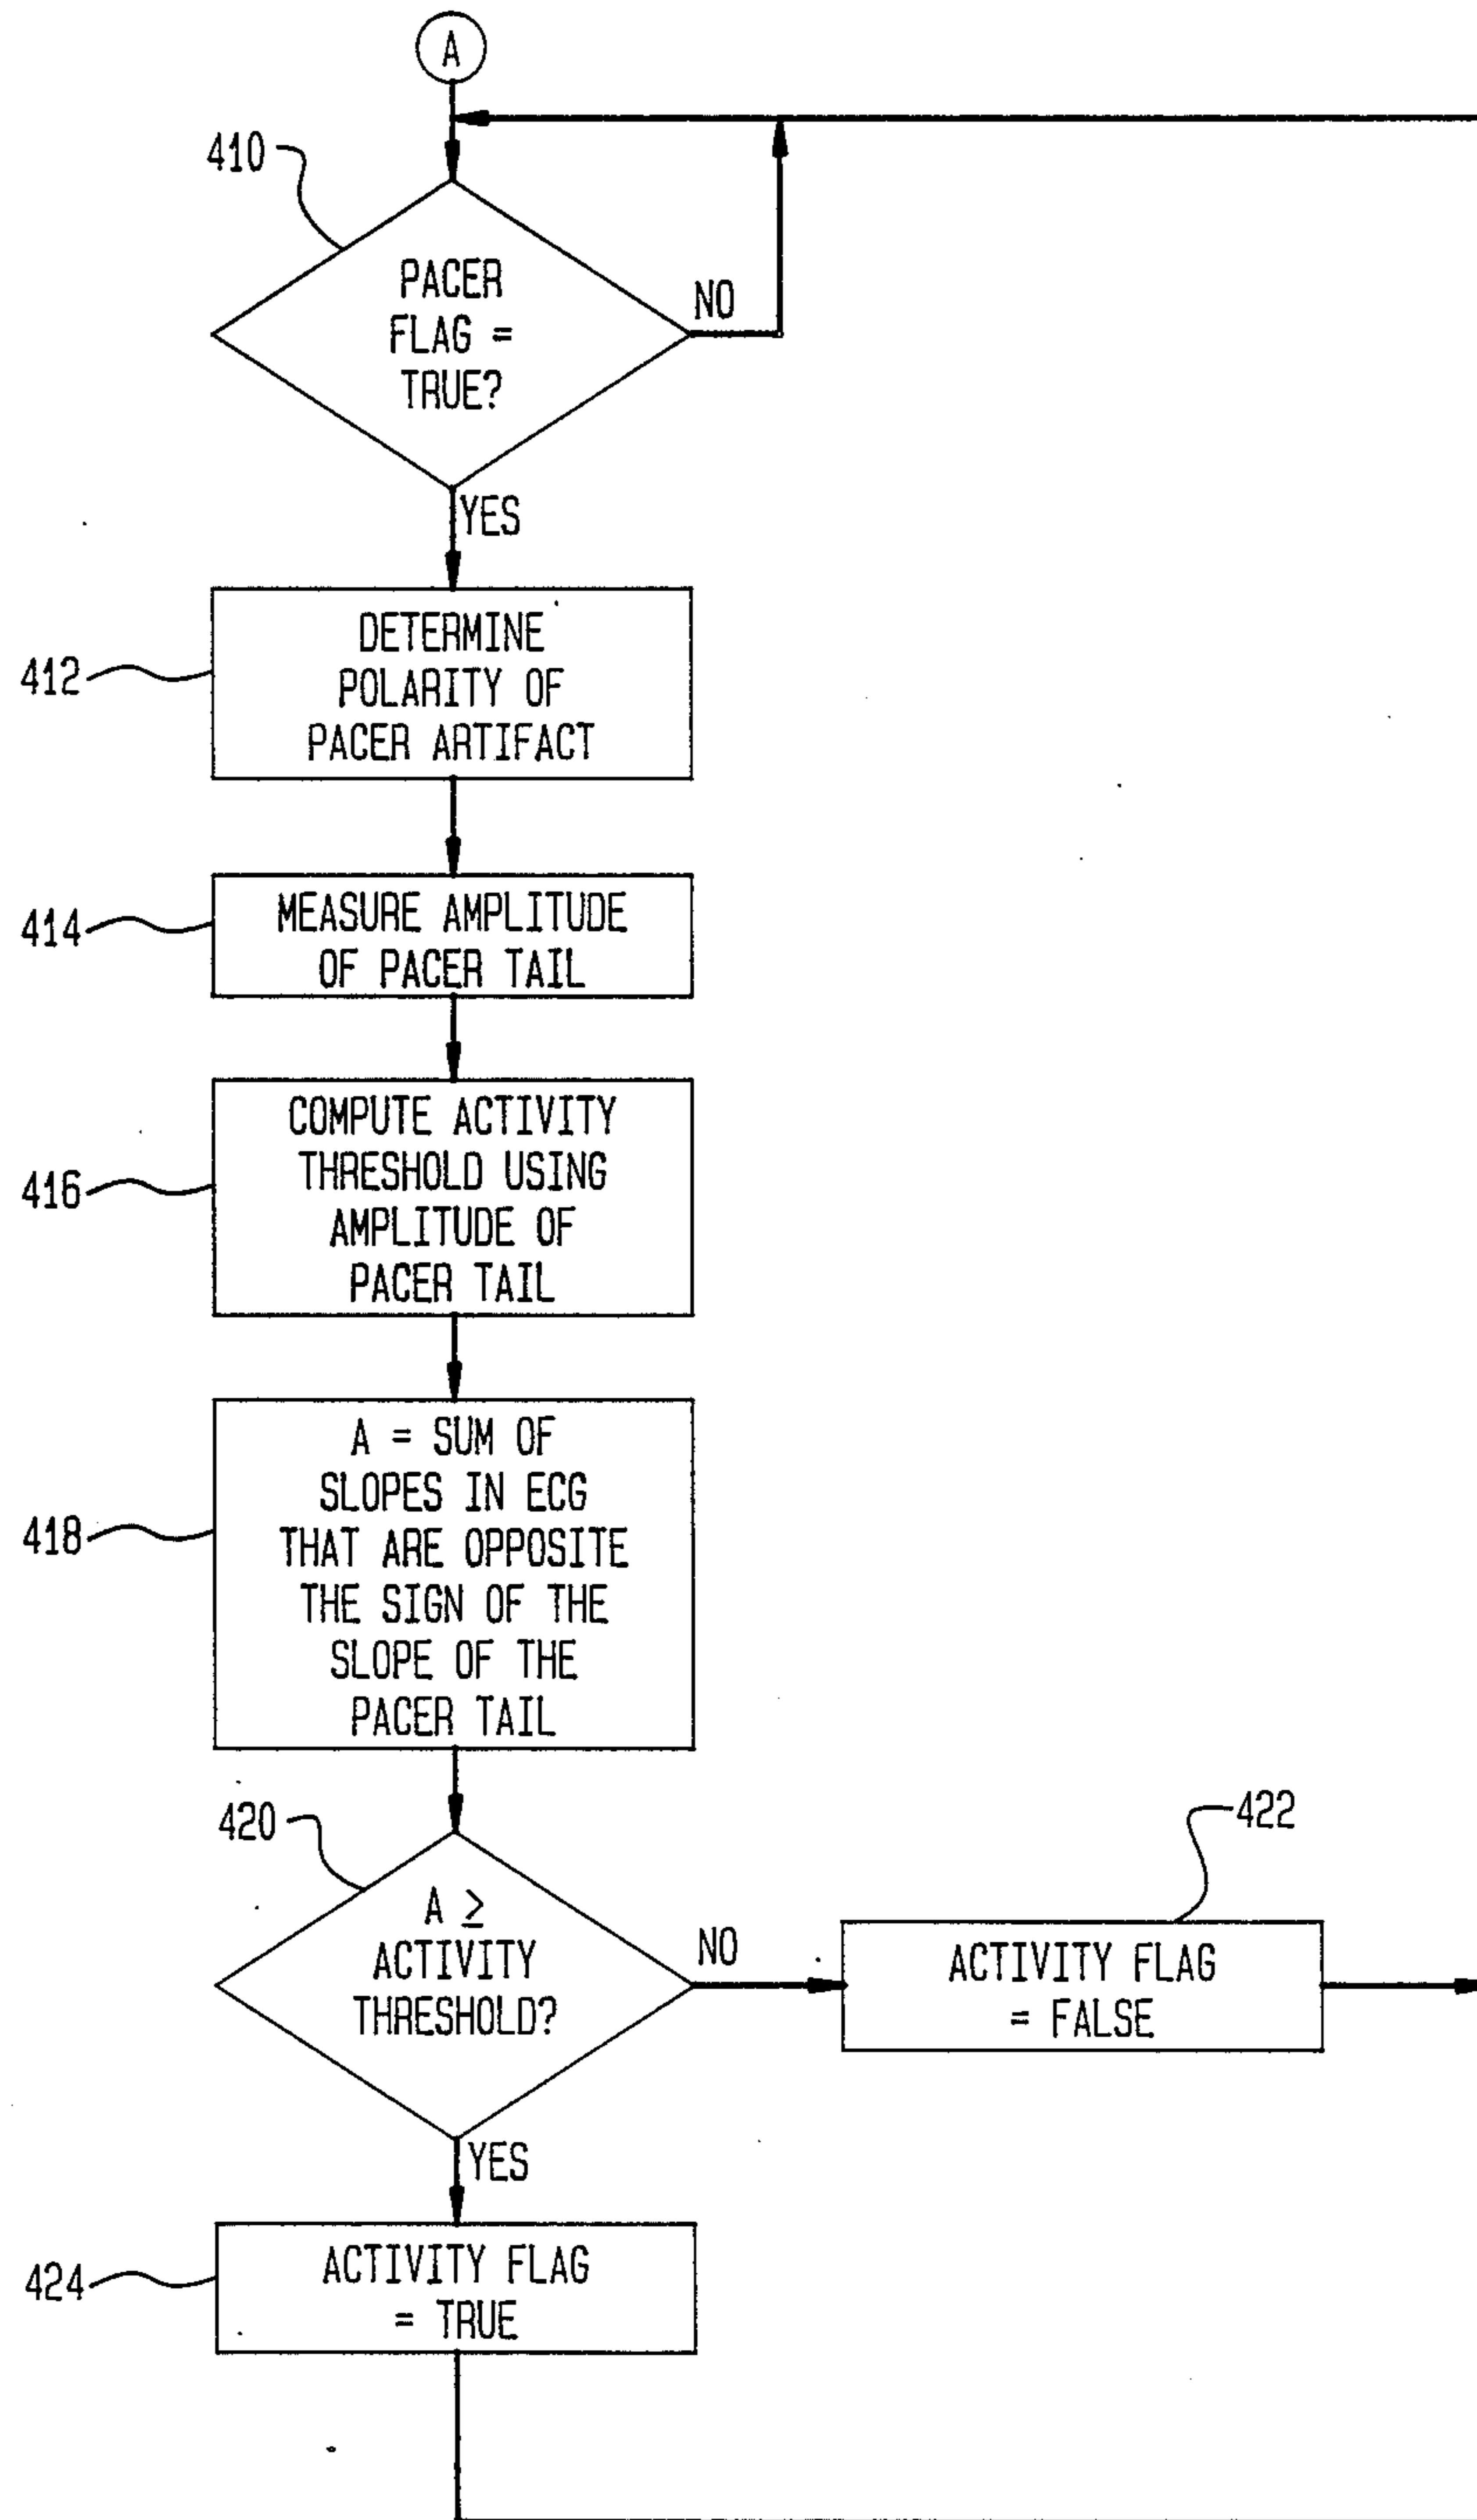 A
410
PACER
FLAG =
TRUE?
NO
YES
412
DETERMINE
POLARITY OF
PACER ARTIFACT
414
MEASURE AMPLITUDE
OF PACER TAIL
416
COMPUTE ACTIVITY
THRESHOLD USING
AMPLITUDE OF
PACER TAIL
418
A = SUM OF
SLOPES IN ECG
THAT ARE OPPOSITE
THE SIGN OF THE
SLOPE OF THE
PACER TAIL
420
A ≥
ACTIVITY
THRESHOLD?
NO
422
ACTIVITY FLAG
= FALSE
YES
424
ACTIVITY FLAG
= TRUE